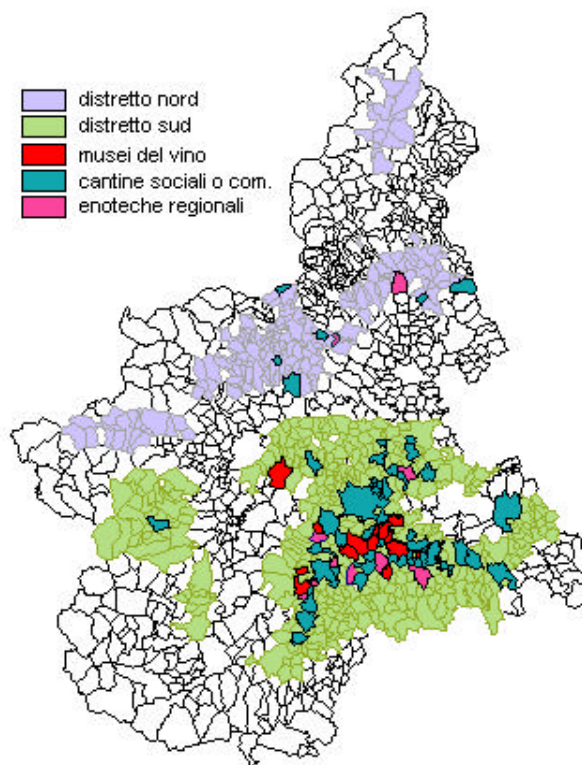 distretto nord
distretto sud
musei del vino
cantine sociali o com.
enoteche regionali